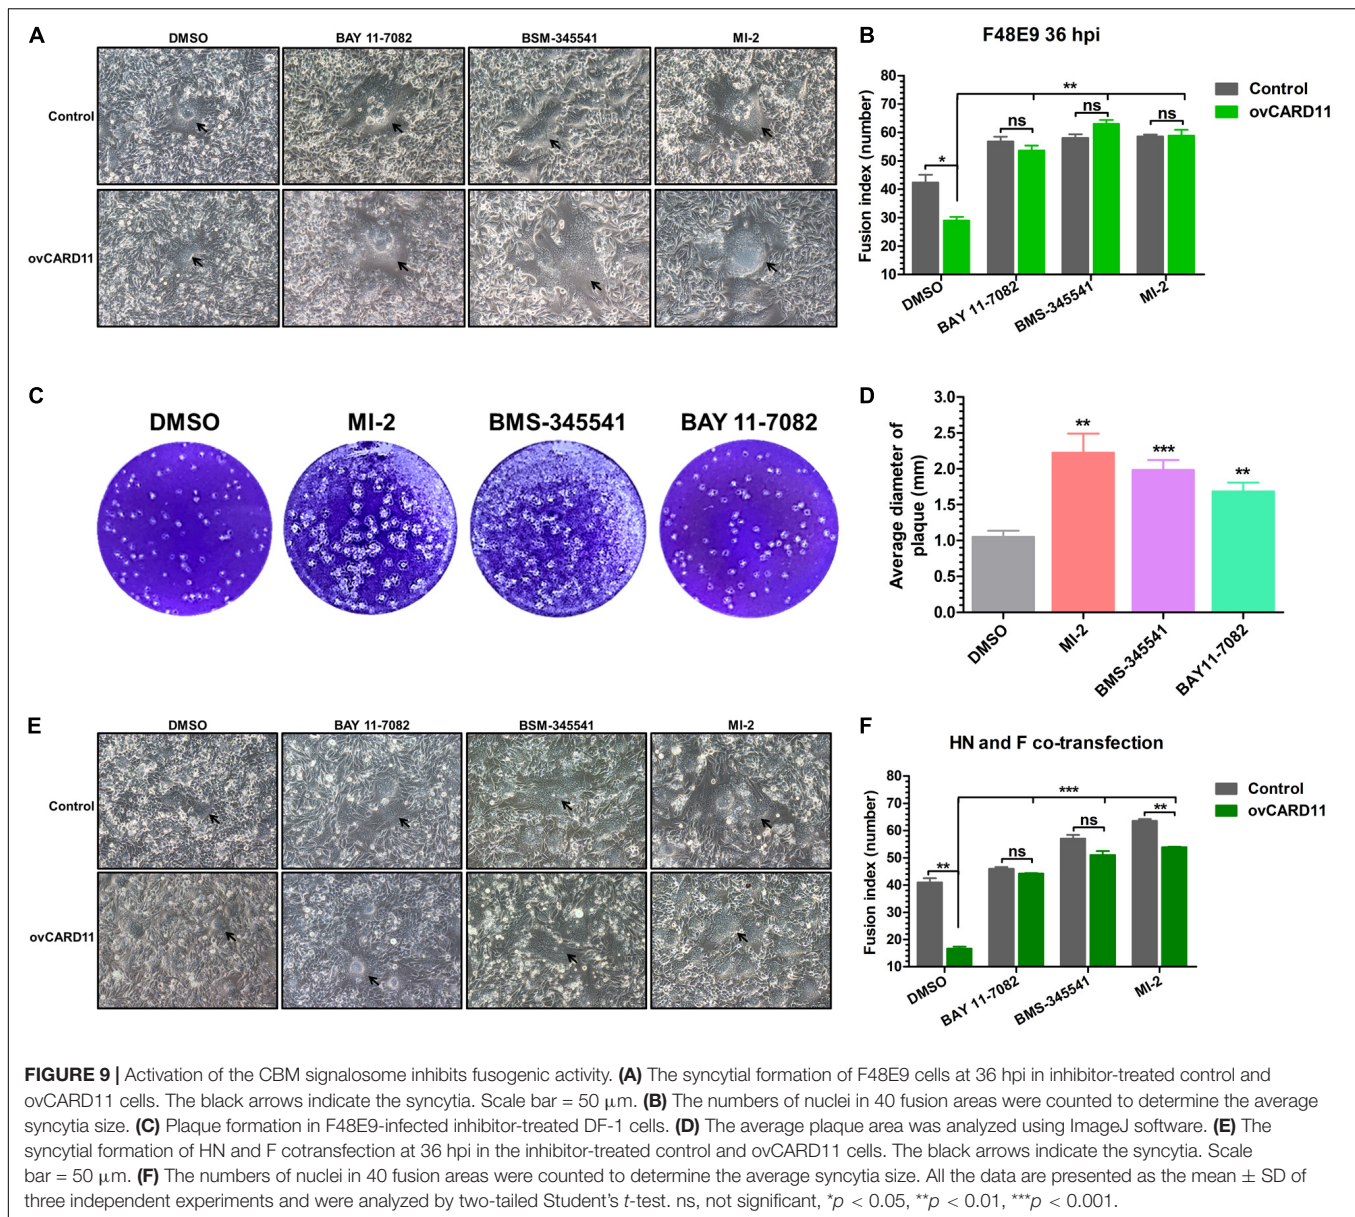 A
DMSO
BAY 11-7082
BSM-345541
MI-2
Control
ovCARD11
B
F48E9 36 hpi
Control
ovCARD11
Fusion index (number)
80
70
60
50
40
30
20
10
*
ns
ns
ns
**
DMSO
BAY 11-7082
BMS-345541
MI-2
C
DMSO
MI-2
BMS-345541
BAY 11-7082
D
Average diameter of
plaque (mm)
3.0
2.5
2.0
1.5
1.0
0.5
0.0
**
***
**
DMSO
MI-2
BMS-345541
BAY11-7082
E
DMSO
BAY 11-7082
BSM-345541
MI-2
Control
ovCARD11
F
HN and F co-transfection
Control
ovCARD11
Fusion index (number)
80
70
60
50
40
30
20
10
**
ns
ns
**
***
DMSO
BAY 11-7082
BMS-345541
MI-2
FIGURE 9 | Activation of the CBM signalosome inhibits fusogenic activity. (A) The syncytial formation of F48E9 cells at 36 hpi in inhibitor-treated control and
ovCARD11 cells. The black arrows indicate the syncytia. Scale bar = 50 μm. (B) The numbers of nuclei in 40 fusion areas were counted to determine the average
syncytia size. (C) Plaque formation in F48E9-infected inhibitor-treated DF-1 cells. (D) The average plaque area was analyzed using ImageJ software. (E) The
syncytial formation of HN and F cotransfection at 36 hpi in the inhibitor-treated control and ovCARD11 cells. The black arrows indicate the syncytia. Scale
bar = 50 μm. (F) The numbers of nuclei in 40 fusion areas were counted to determine the average syncytia size. All the data are presented as the mean ± SD of
three independent experiments and were analyzed by two-tailed Student's t-test. ns, not significant, *p < 0.05, **p < 0.01, ***p < 0.001.